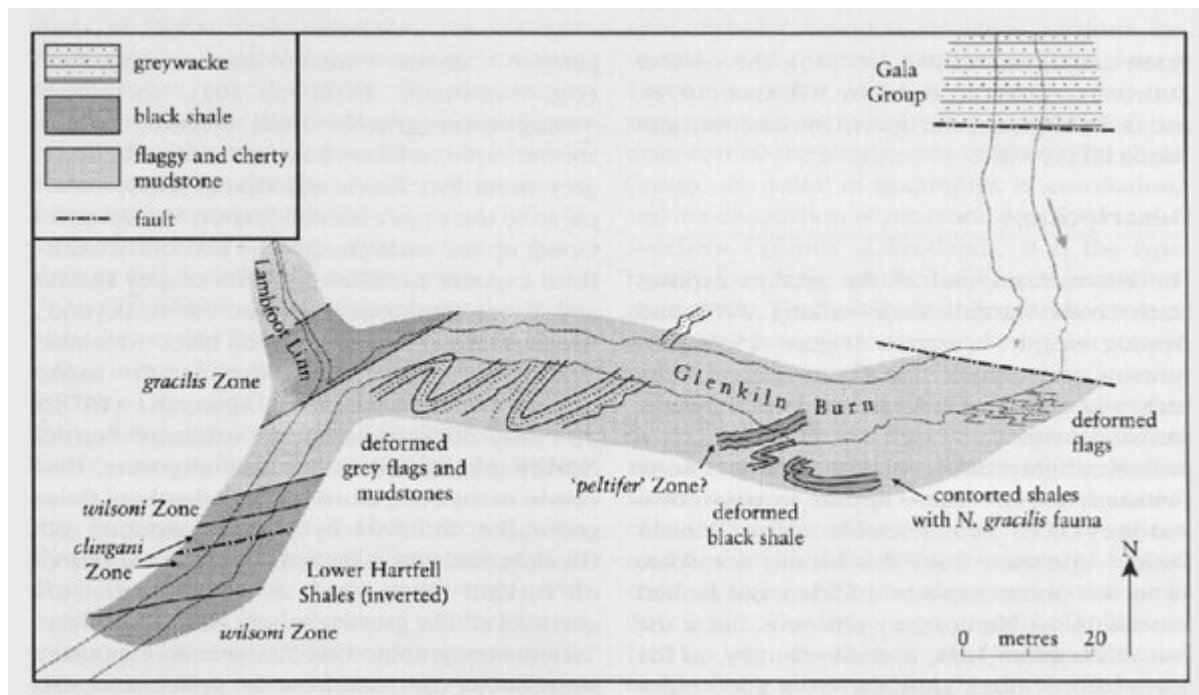 greywacke
black shale
flaggy and cherty
mudstone
fault
Gala
Group
Lambfoot Linn
gracilis Zone
Glenkiln Burn
deformed
grey flags and
mudstones
deformed
flags
'peltifer' Zone?
contorted shales
with N. gracilis fauna
deformed
black shale
wilsoni Zone
clingani
Zone
Lower Hartfell
Shales (inverted)
wilsoni Zone
N
0 metres 20